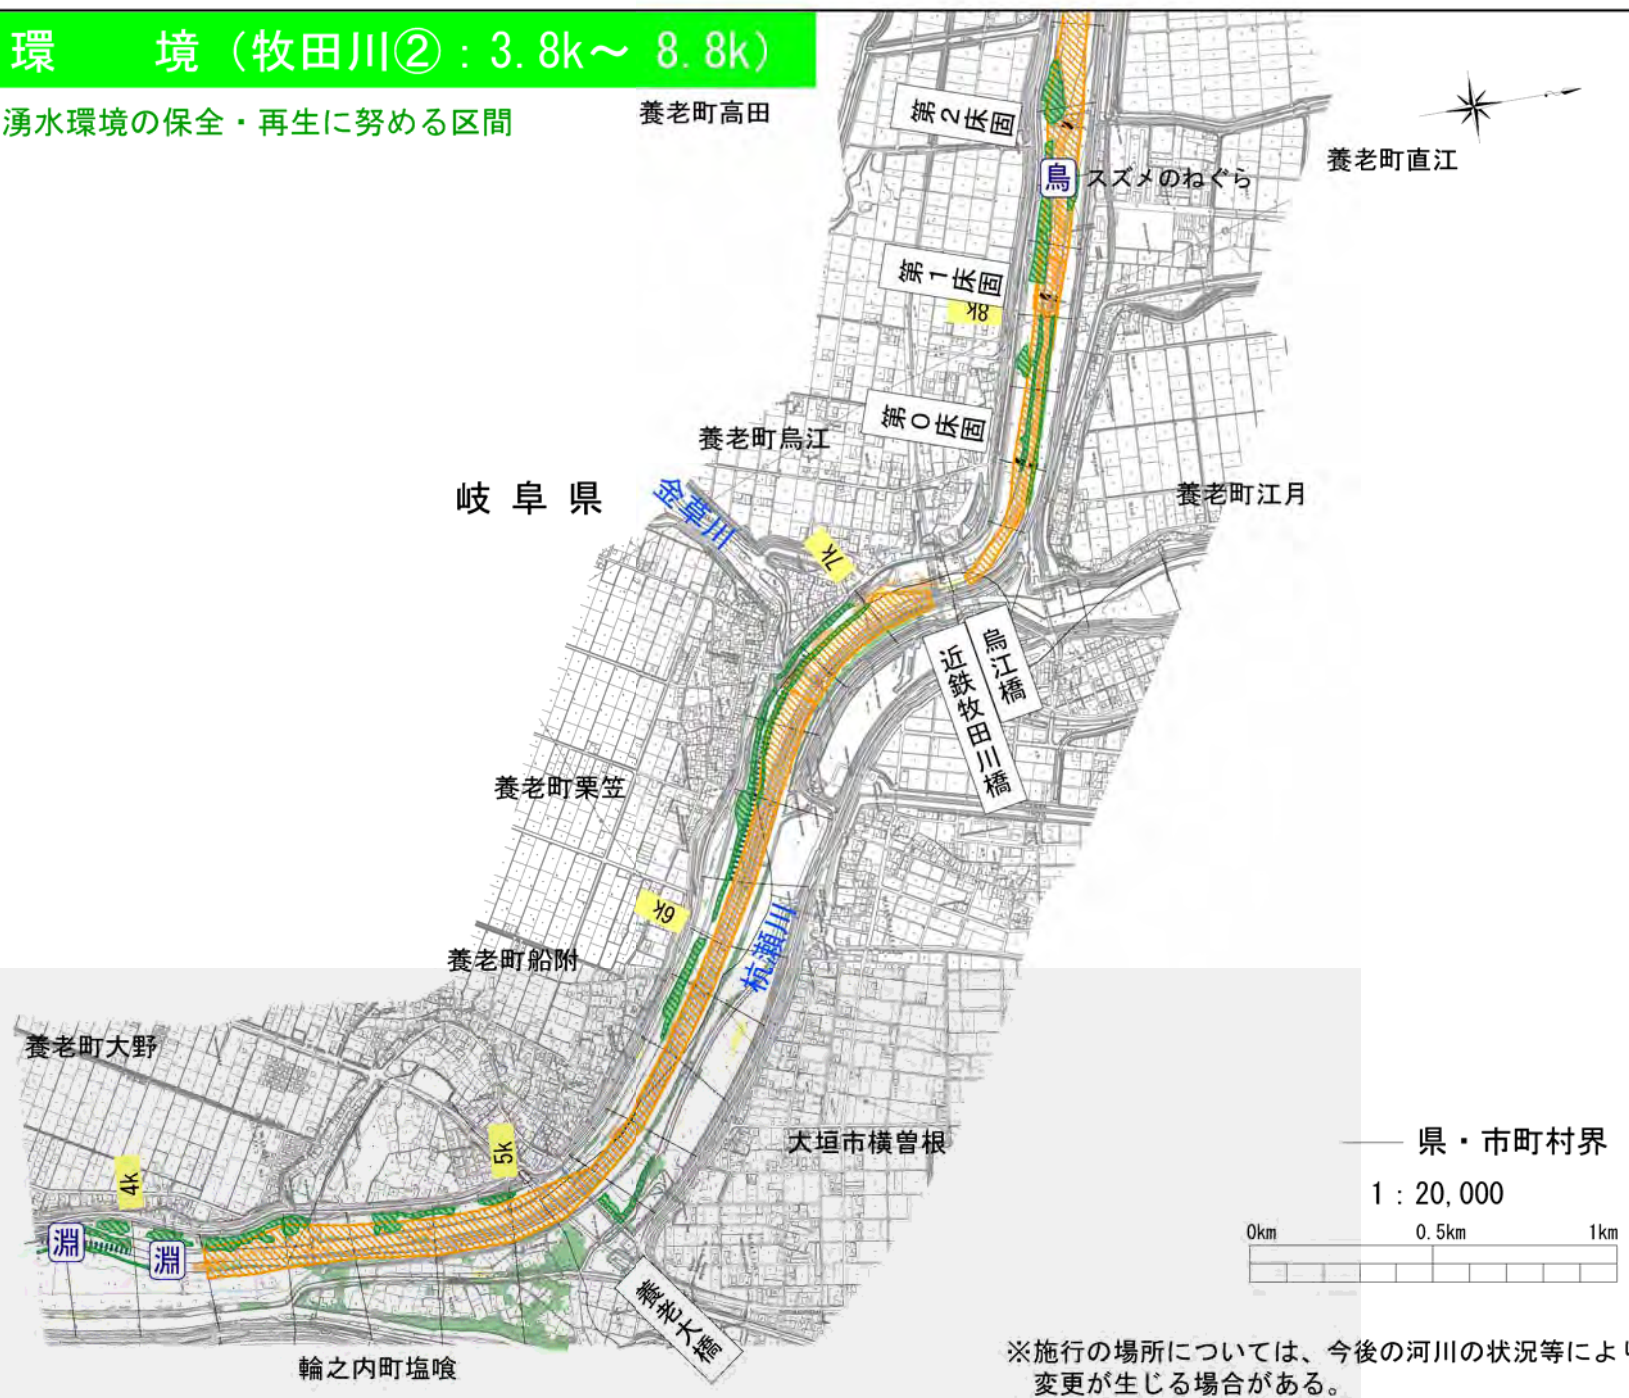 環　境（牧田川②：3.8k～ 8.8k）
湧水環境の保全・再生に努める区間
養老町高田
第2床固
養老町直江
鳥
スズメのねぐら
第1床固
8k
第0床固
養老町烏江
岐阜県
金草川
養老町江月
7k
烏江橋
近鉄牧田川橋
養老町栗笠
6k
杭瀬川
養老町船附
養老町大野
5k
大垣市横曽根
4k
淵
淵
養老大橋
輪之内町塩喰
県・市町村界
1：20,000
0km 0.5km 1km
※施行の場所については、今後の河川の状況等により
変更が生じる場合がある。